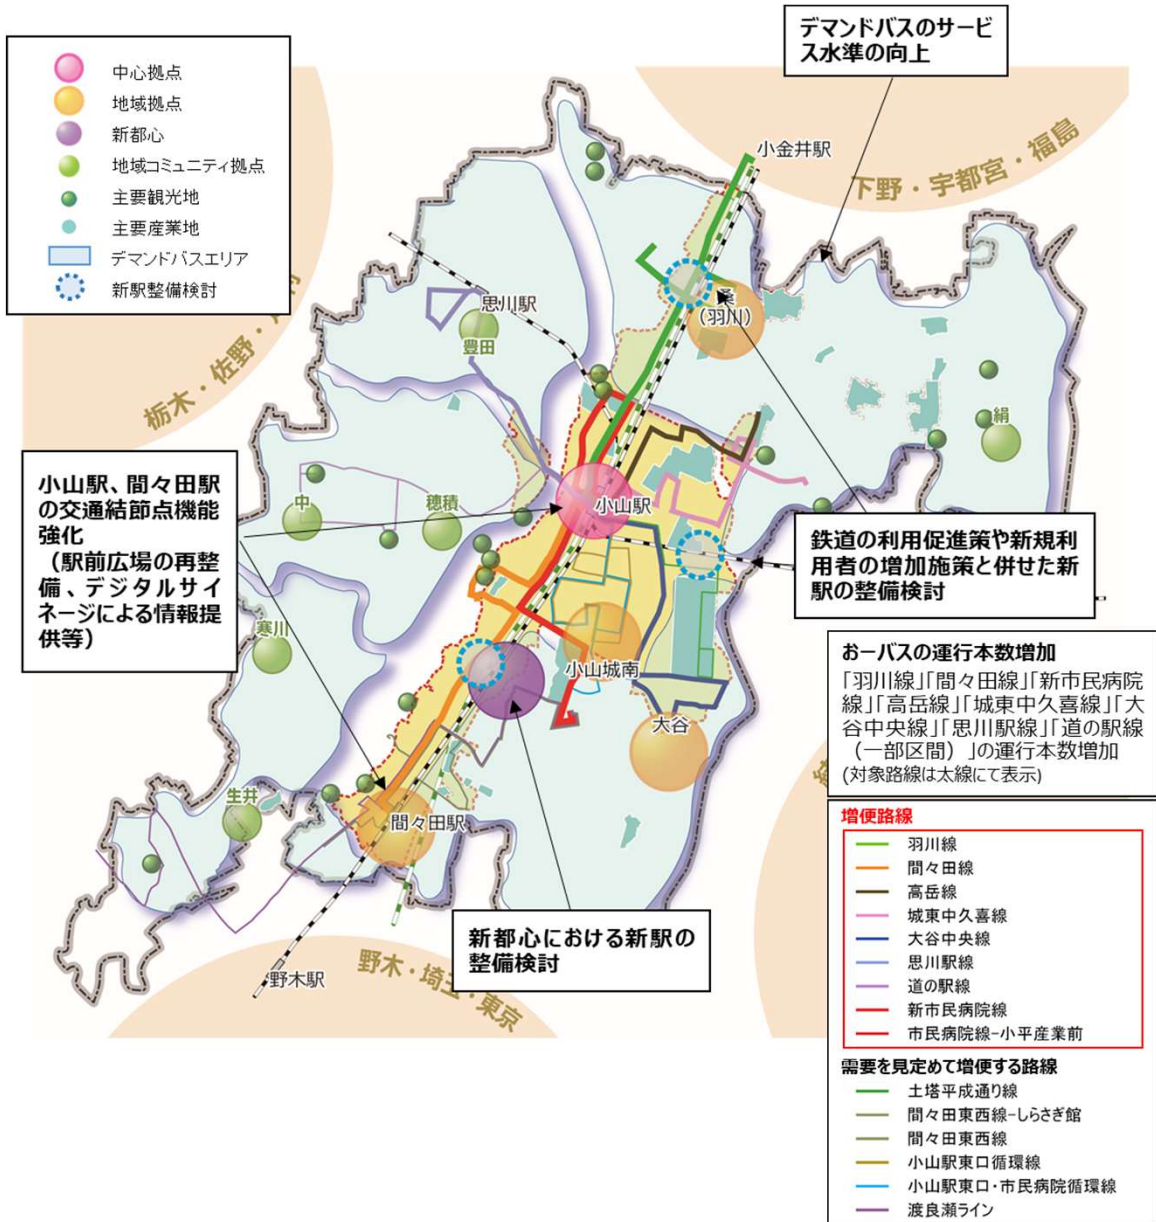 デマンドバスのサービ
ス水準の向上
中心拠点
地域拠点
新都心
地域コミュニティ拠点
主要観光地
主要産業地
デマンドバスエリア
新駅整備検討
小金井駅
下野・宇都宮・福島
思川駅
豊田
(羽川)
栃木・佐野・
絹
小山駅、間々田駅
の交通結節点機能
強化
(駅前広場の再整
備、デジタルサイ
ネージによる情報提
供等)
中
穂積
小山駅
鉄道の利用促進策や新規利
用者の増加施策と併せた新
駅の整備検討
寒川
小山城南
大谷
おーバスの運行本数増加
「羽川線」「間々田線」「新市民病院
線」「高岳線」「城東中久喜線」「大
谷中央線」「思川駅線」「道の駅線
(一部区間)」の運行本数増加
(対象路線は太線にて表示)
生井
間々田駅
新都心における新駅の
整備検討
野木駅
野木・埼玉・東京
増便路線
羽川線
間々田線
高岳線
城東中久喜線
大谷中央線
思川駅線
道の駅線
新市民病院線
市民病院線−小平産業前
需要を見定めて増便する路線
土塔平成通り線
間々田東西線−しらさぎ館
間々田東西線
小山駅東口循環線
小山駅東口・市民病院循環線
渡良瀬ライン